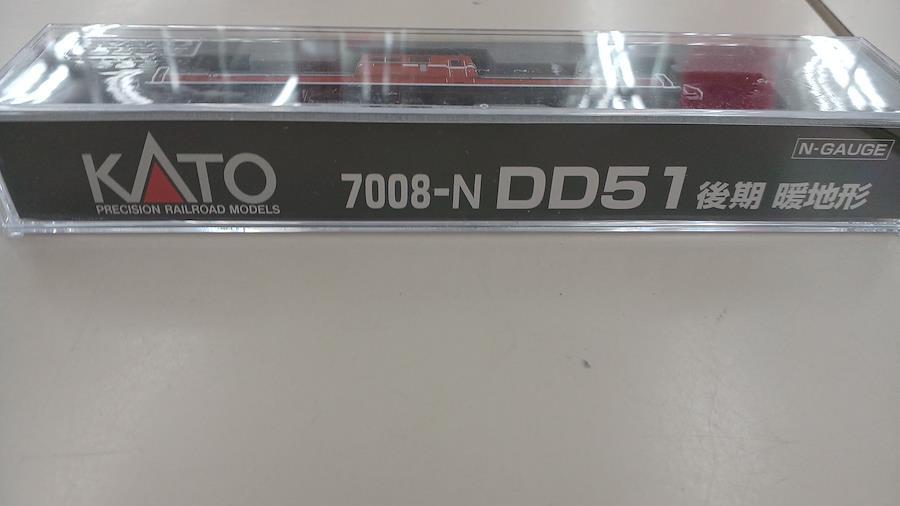 KATO
PRECISION RAILROAD MODELS
7008-N DD51 後期 暖地形
N-GAUGE